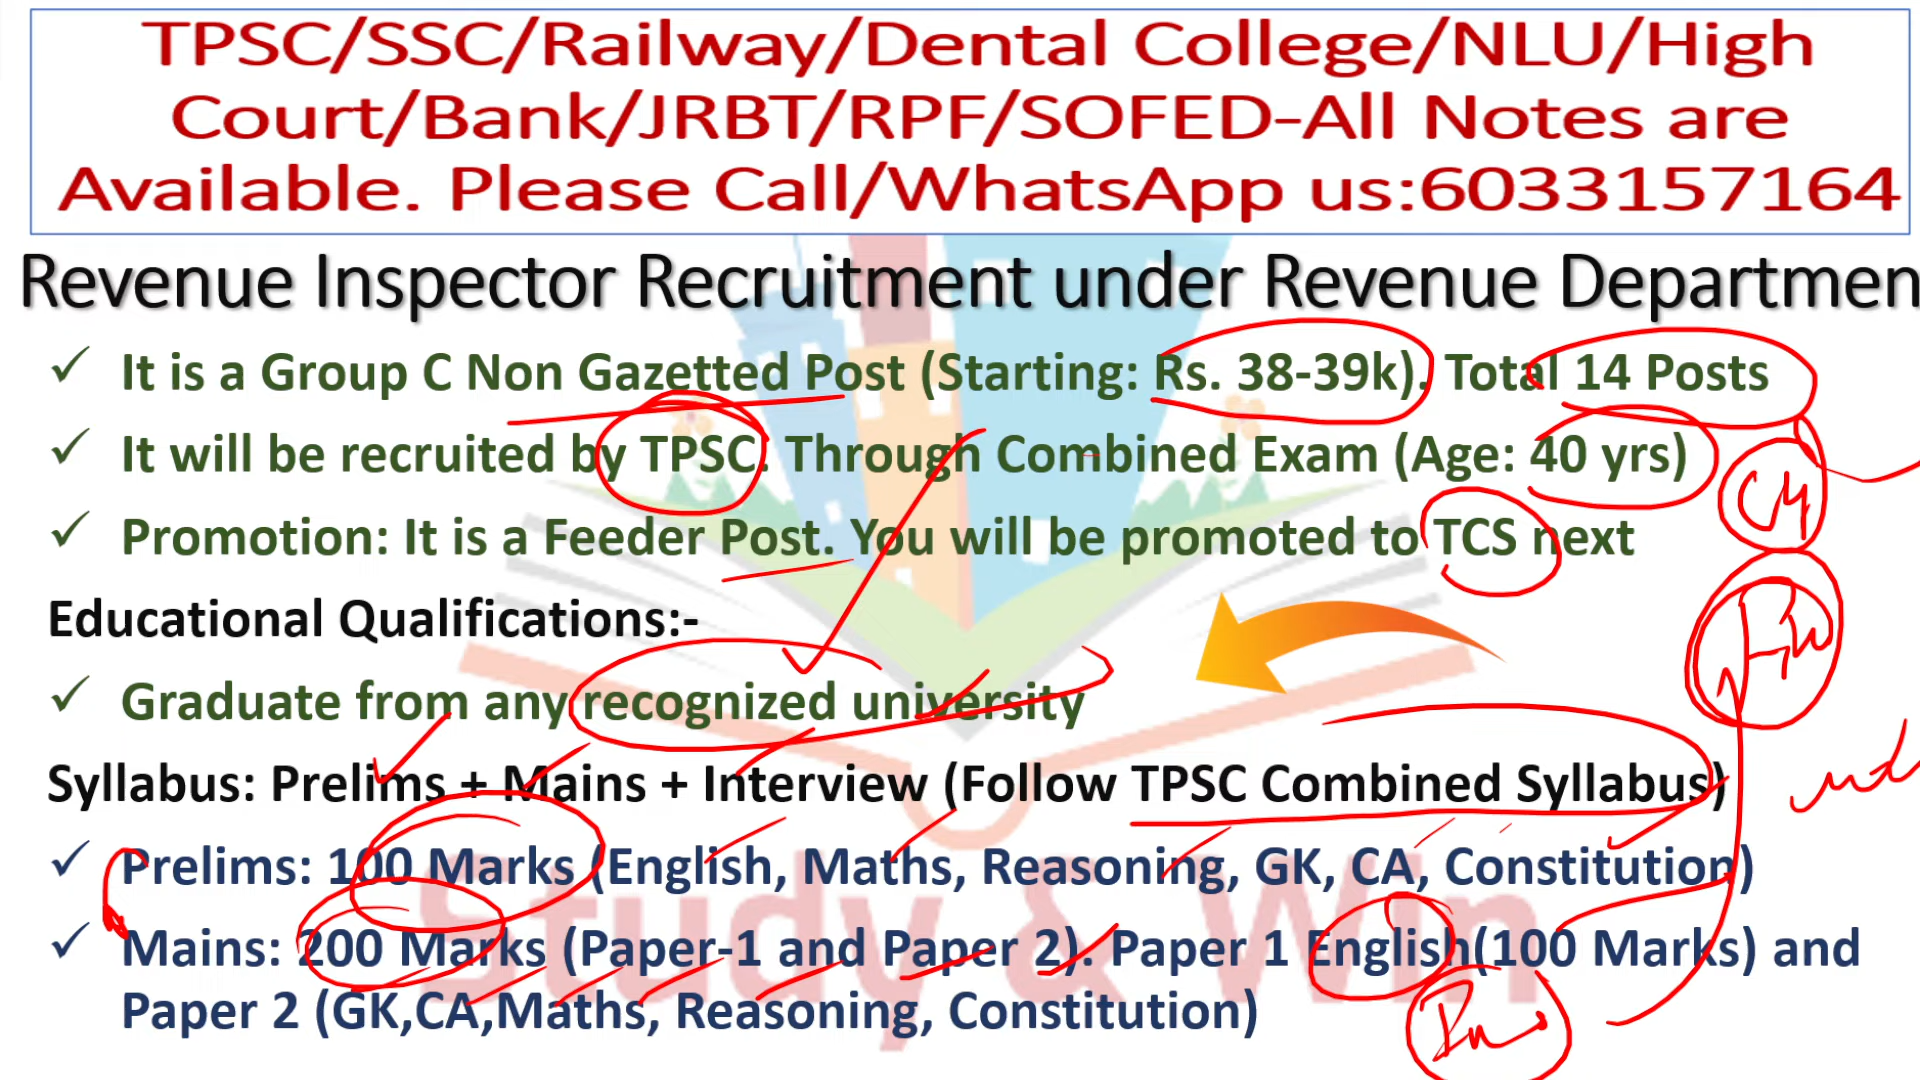 TPSC/SSC/Railway/Dental College/NLU/High
Court/Bank/JRBT/RPF/SOFED-All Notes are
Available. Please Call/WhatsApp us:6033157164
Revenue Inspector Recruitment under Revenue Departmen
✓ It is a Group C Non Gazetted Post (Starting: Rs. 38-39k). Total 14 Posts
✓ It will be recruited by TPSC. Through Combined Exam (Age: 40 yrs)
✓ Promotion: It is a Feeder Post. You will be promoted to TCS next
Educational Qualifications:-
✓ Graduate from any recognized university
Syllabus: Prelims + Mains + Interview (Follow TPSC Combined Syllabus)
✓ Prelims: 100 Marks (English, Maths, Reasoning, GK, CA, Constitution)
✓ Mains: 200 Marks (Paper-1 and Paper 2). Paper 1 English(100 Marks) and
Paper 2 (GK,CA,Maths, Reasoning, Constitution)
Study & Win